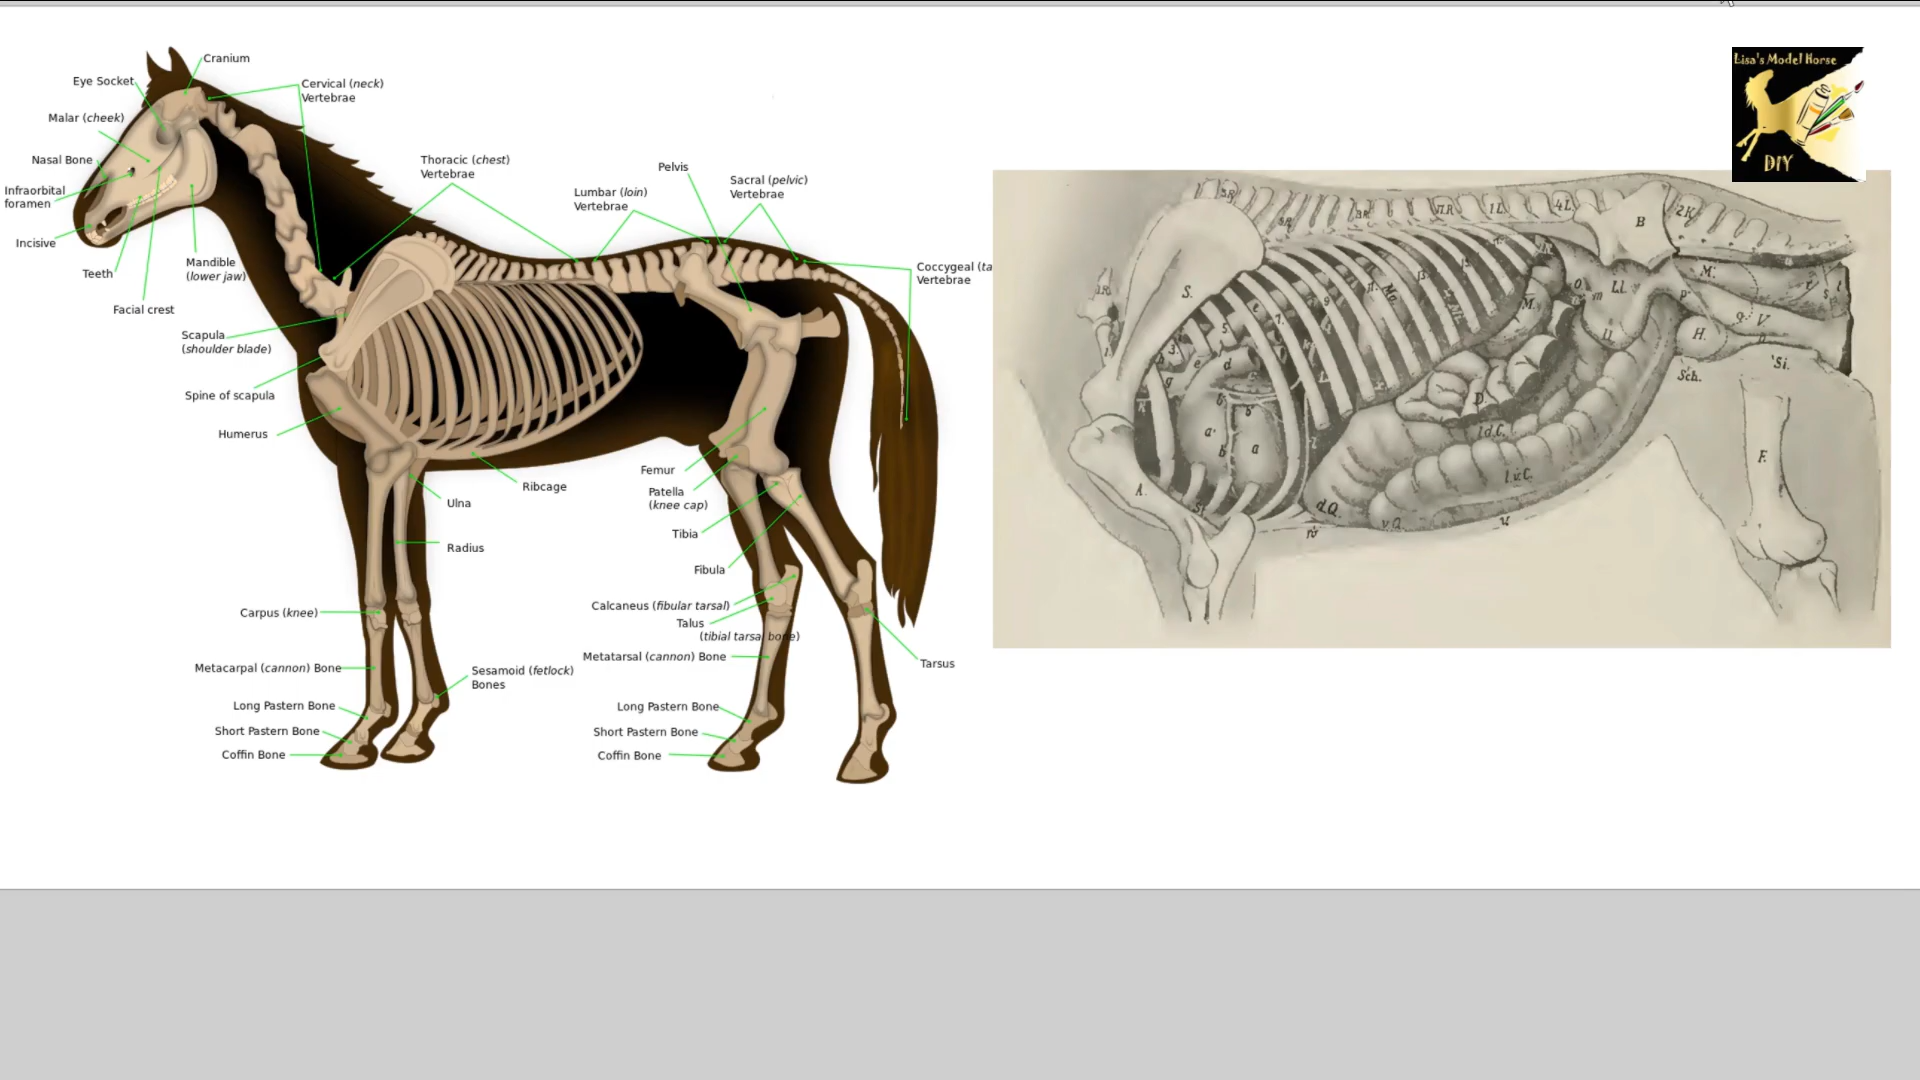 Cranium
Eye Socket
Cervical (neck)
Vertebrae
Malar (cheek)
Nasal Bone
Infraorbital
foramen
Incisive
Teeth
Mandible
(lower jaw)
Facial crest
Thoracic (chest)
Vertebrae
Lumbar (loin)
Vertebrae
Pelvis
Sacral (pelvic)
Vertebrae
Coccygeal (ta
Vertebrae
Scapula
(shoulder blade)
Spine of scapula
Humerus
Ulna
Ribcage
Radius
Femur
Patella
(knee cap)
Tibia
Fibula
Carpus (knee)
Calcaneus (fibular tarsal)
Talus
(tibial tarsal bone)
Metacarpal (cannon) Bone
Sesamoid (fetlock)
Bones
Metatarsal (cannon) Bone
Tarsus
Long Pastern Bone
Short Pastern Bone
Coffin Bone
Long Pastern Bone
Short Pastern Bone
Coffin Bone
Lisa's Model Horse
DIY
4L.
B
2K
S.
M.
LL
H.
V
Sch.
Si.
F.
A.
D.
l.d.C.
l.v.C.
d.Q.
v.Q.
St
a
b
d
e
g